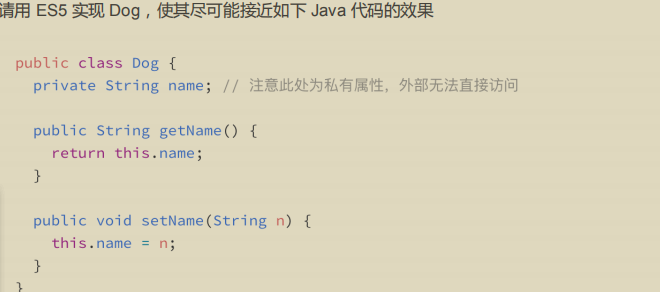 请用 ES5 实现 Dog，使其尽可能接近如下 Java 代码的效果
public class Dog {
private String name; // 注意此处为私有属性，外部无法直接访问
public String getName() {
return this.name;
}
public void setName(String n) {
this.name = n;
}
}